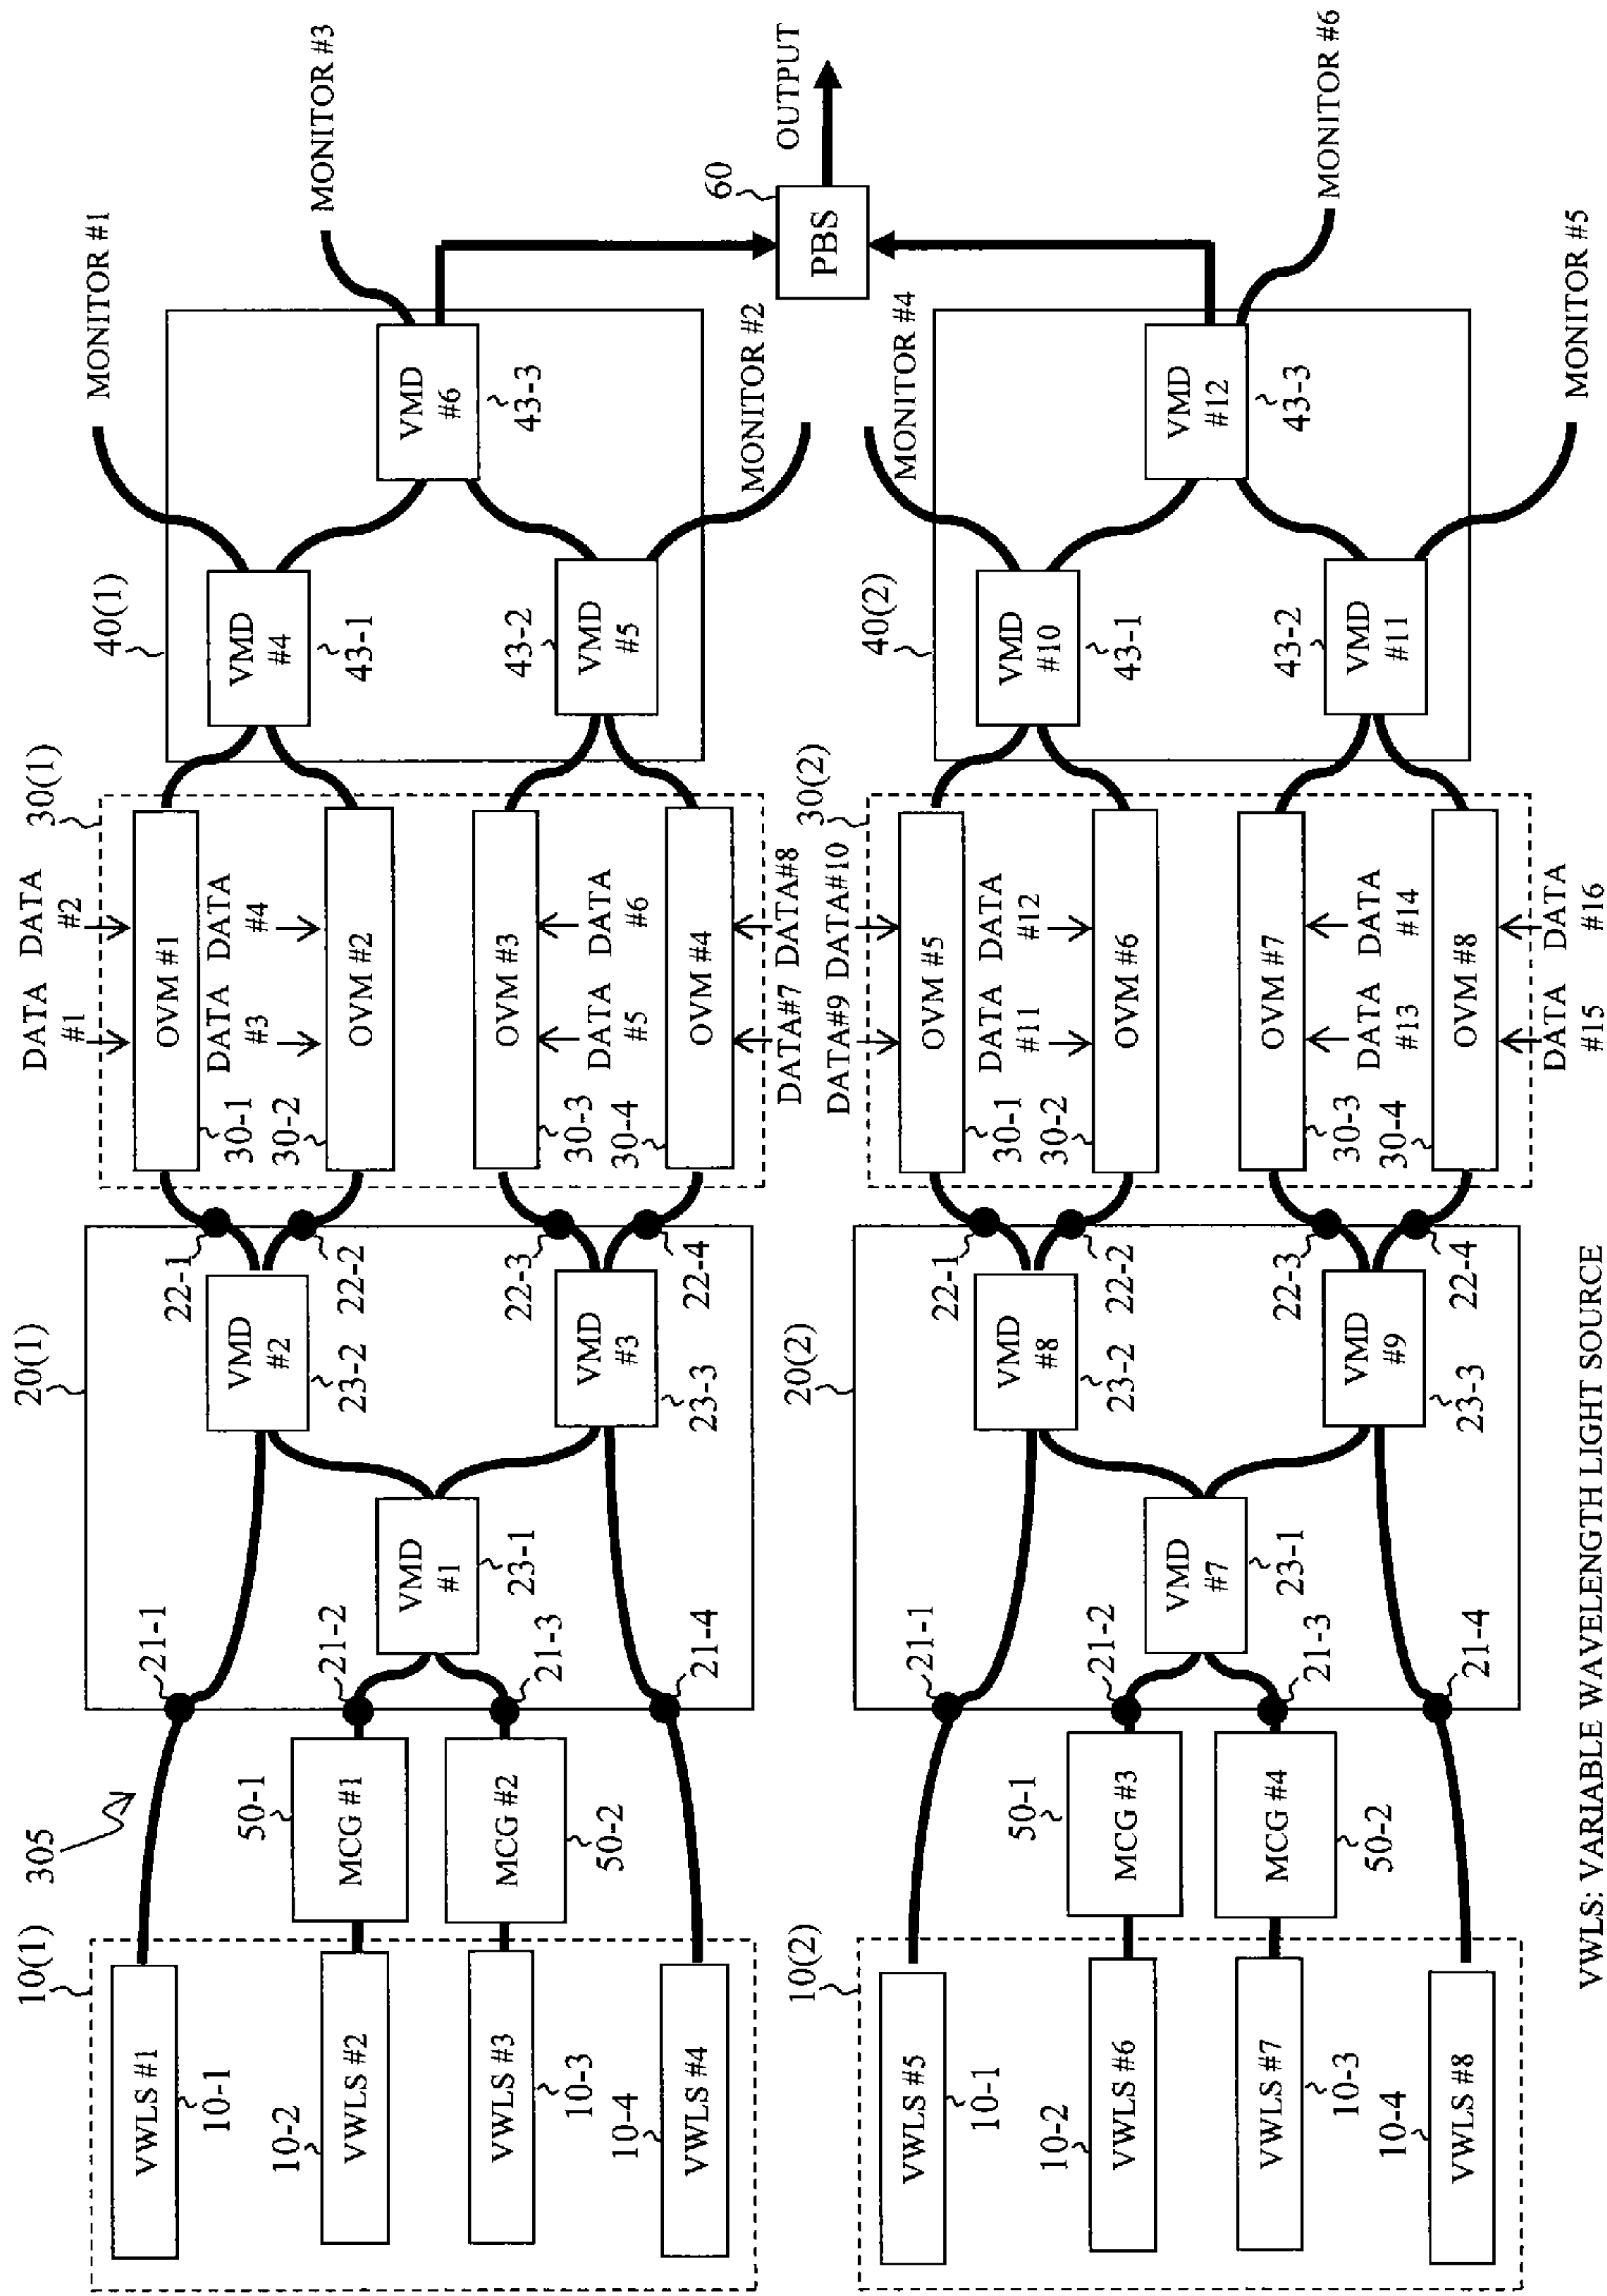 305
10(1)
VWLS #1
10-1
10-2
VWLS #2
VWLS #3
10-3
10-4
VWLS #4
50-1
MCG #1
MCG #2
50-2
20(1)
21-1
21-2
21-3
21-4
VMD
#1
23-1
VMD
#2
23-2
VMD
#3
23-3
22-1
22-2
22-3
22-4
30(1)
DATA
#1
DATA
#2
OVM #1
30-1
DATA
#3
DATA
#4
30-2
OVM #2
OVM #3
30-3
DATA
#5
DATA
#6
30-4
OVM #4
DATA#7 DATA#8
40(1)
VMD
#4
43-1
43-2
VMD
#5
VMD
#6
43-3
MONITOR #1
MONITOR #2
MONITOR #3
60
PBS
OUTPUT
10(2)
VWLS #5
10-1
10-2
VWLS #6
VWLS #7
10-3
10-4
VWLS #8
50-1
MCG #3
MCG #4
50-2
20(2)
21-1
21-2
21-3
21-4
VMD
#7
23-1
VMD
#8
23-2
VMD
#9
23-3
22-1
22-2
22-3
22-4
30(2)
DATA#9 DATA#10
OVM #5
30-1
DATA
#11
DATA
#12
30-2
OVM #6
OVM #7
30-3
DATA
#13
DATA
#14
30-4
OVM #8
DATA
#15
DATA
#16
40(2)
VMD
#10
43-1
43-2
VMD
#11
VMD
#12
43-3
MONITOR #4
MONITOR #5
MONITOR #6
VWLS: VARIABLE WAVELENGTH LIGHT SOURCE